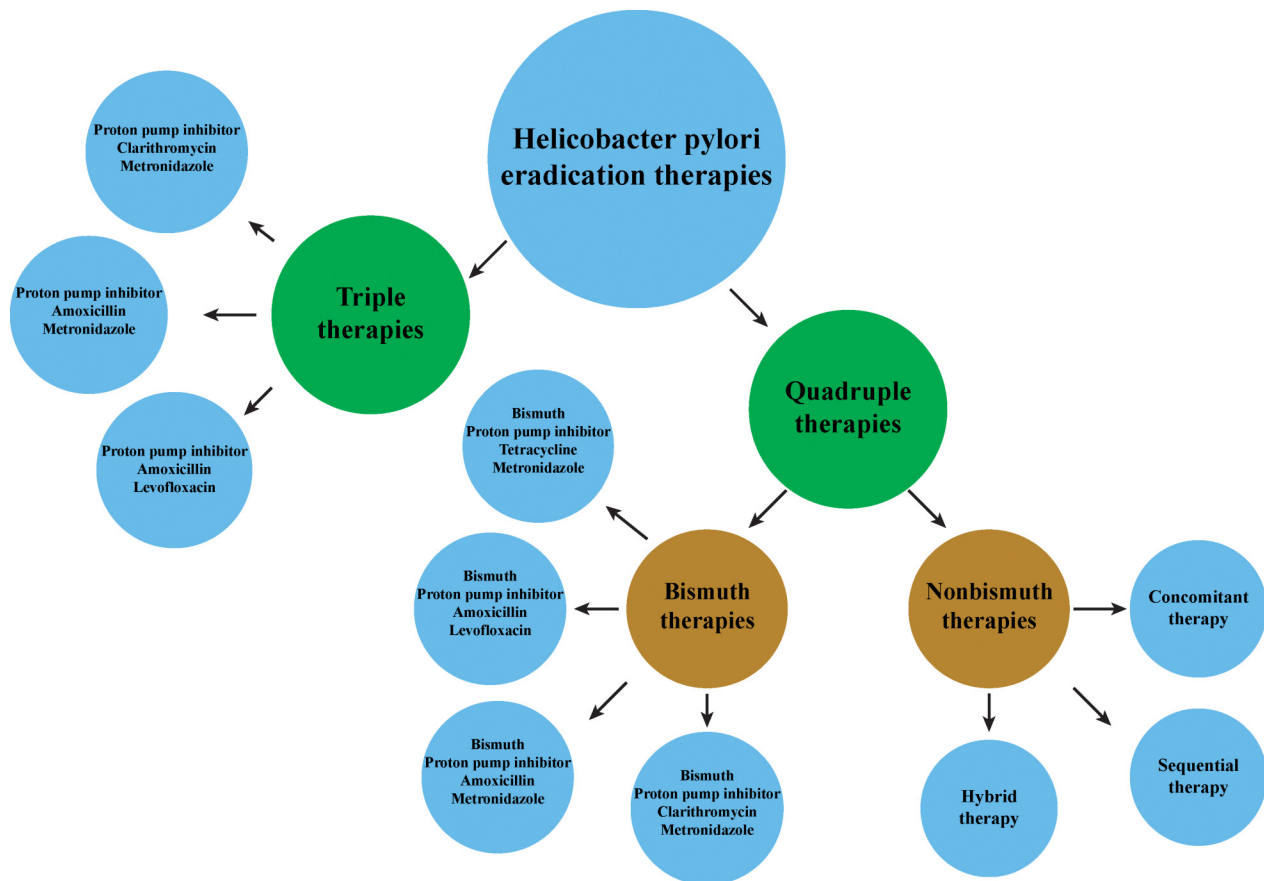 Helicobacter pylori
eradication therapies
Triple
therapies
Proton pump inhibitor
Clarithromycin
Metronidazole
Proton pump inhibitor
Amoxicillin
Metronidazole
Proton pump inhibitor
Amoxicillin
Levofloxacin
Quadruple
therapies
Bismuth
therapies
Bismuth
Proton pump inhibitor
Tetracycline
Metronidazole
Bismuth
Proton pump inhibitor
Amoxicillin
Levofloxacin
Bismuth
Proton pump inhibitor
Amoxicillin
Metronidazole
Bismuth
Proton pump inhibitor
Clarithromycin
Metronidazole
Nonbismuth
therapies
Concomitant
therapy
Sequential
therapy
Hybrid
therapy